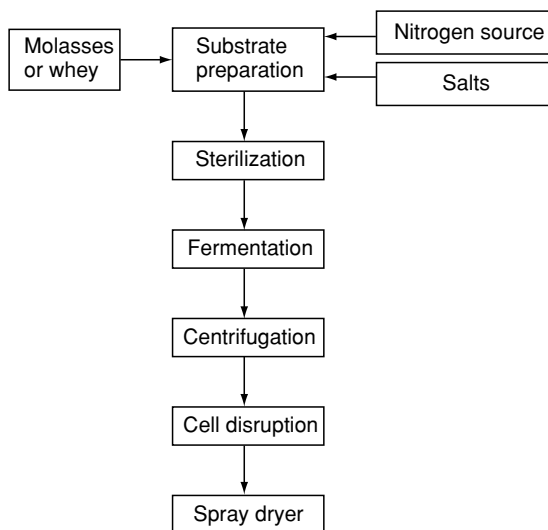 Molasses
or whey
Substrate
preparation
Nitrogen source
Salts
Sterilization
Fermentation
Centrifugation
Cell disruption
Spray dryer